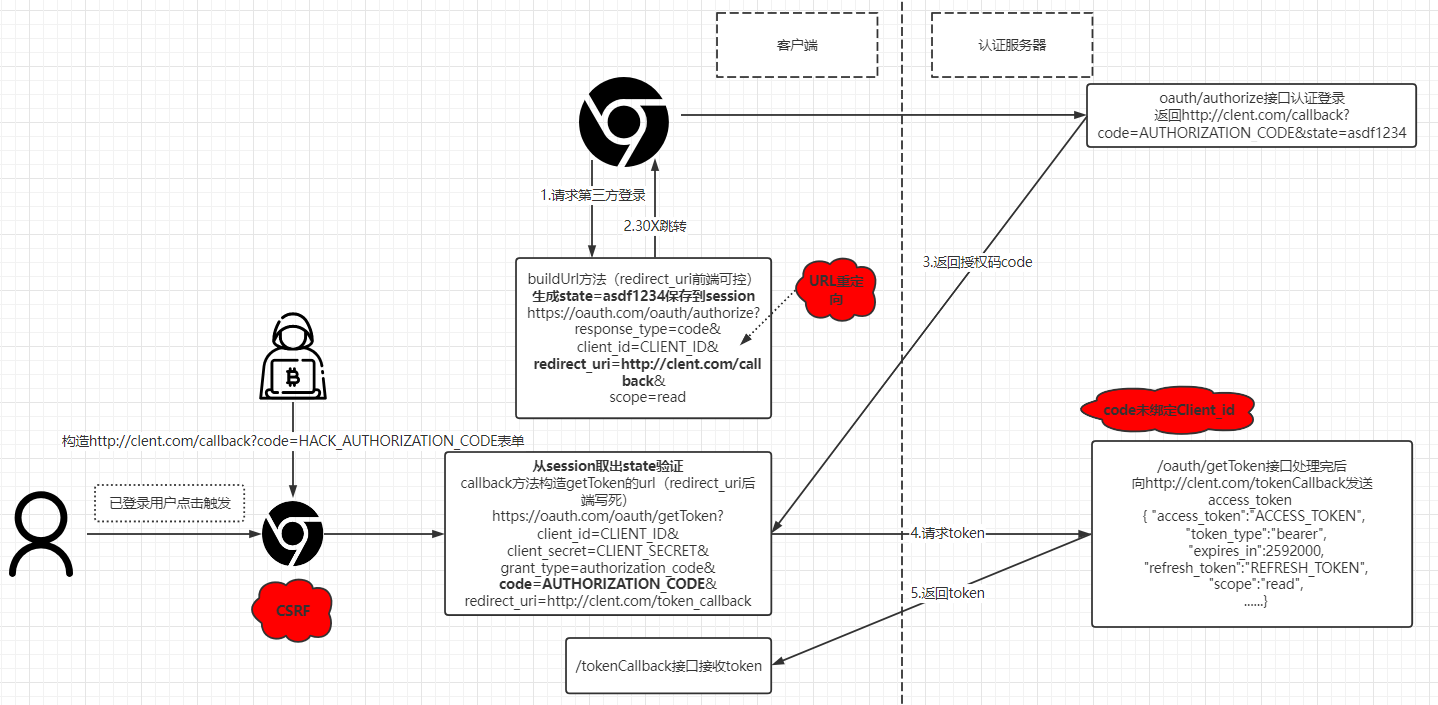 客户端
认证服务器
oauth/authorize接口认证登录
返回http://clent.com/callback?
code=AUTHORIZATION_CODE&state=asdf1234
1.请求第三方登录
2.30X跳转
3.返回授权码code
buildUrl方法（redirect_uri前端可控）
生成state=asdf1234保存到session
https://oauth.com/oauth/authorize?
response_type=code&
client_id=CLIENT_ID&
redirect_uri=http://clent.com/call
back&
scope=read
URL重定
向
₿
构造http://clent.com/callback?code=HACK_AUTHORIZATION_CODE表单
已登录用户点击触发
CSRF
从session取出state验证
callback方法构造getToken的url（redirect_uri后
端写死）
https://oauth.com/oauth/getToken?
client_id=CLIENT_ID&
client_secret=CLIENT_SECRET&
grant_type=authorization_code&
code=AUTHORIZATION_CODE&
redirect_uri=http://clent.com/token_callback
4.请求token
5.返回token
code未绑定Client_id
/oauth/getToken接口处理完后
向http://clent.com/tokenCallback发送
access_token
{ "access_token":"ACCESS_TOKEN",
"token_type":"bearer",
"expires_in":2592000,
"refresh_token":"REFRESH_TOKEN",
"scope":"read",
......}
/tokenCallback接口接收token